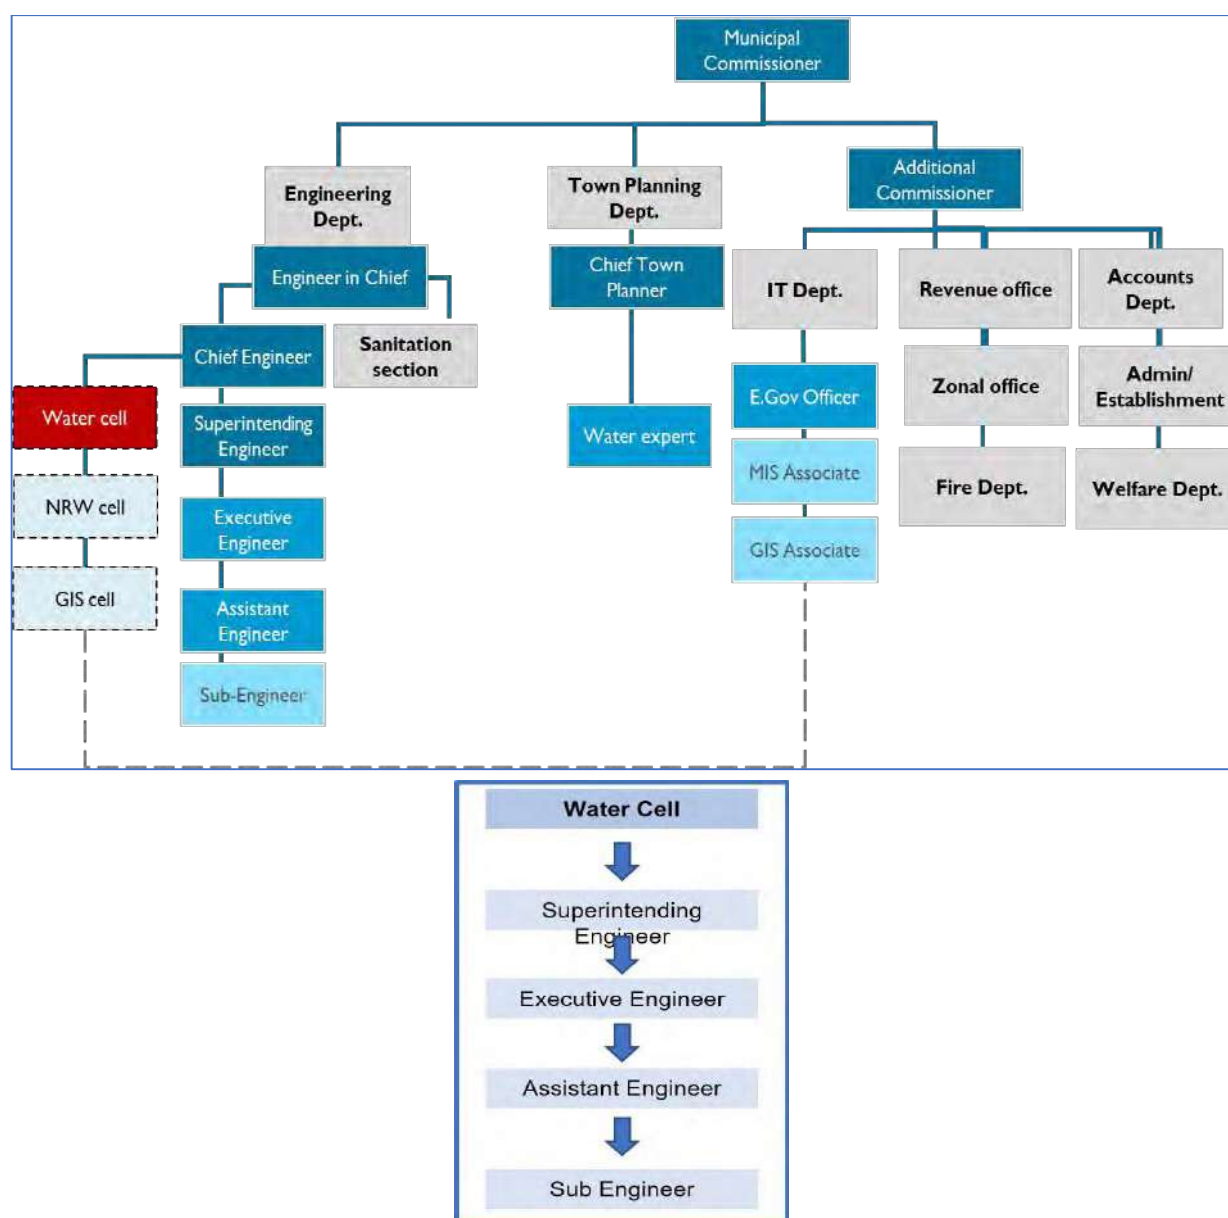 Municipal
Commissioner
Engineering
Dept.
Town Planning
Dept.
Additional
Commissioner
Engineer in Chief
Chief Town
Planner
IT Dept.
Revenue office
Accounts
Dept.
Chief Engineer
Sanitation
section
Water cell
Superintending
Engineer
Water expert
E.Gov Officer
Zonal office
Admin/
Establishment
NRW cell
Executive
Engineer
MIS Associate
Fire Dept.
Welfare Dept.
GIS cell
Assistant
Engineer
GIS Associate
Sub-Engineer
Water Cell
Superintending
Engineer
Executive Engineer
Assistant Engineer
Sub Engineer